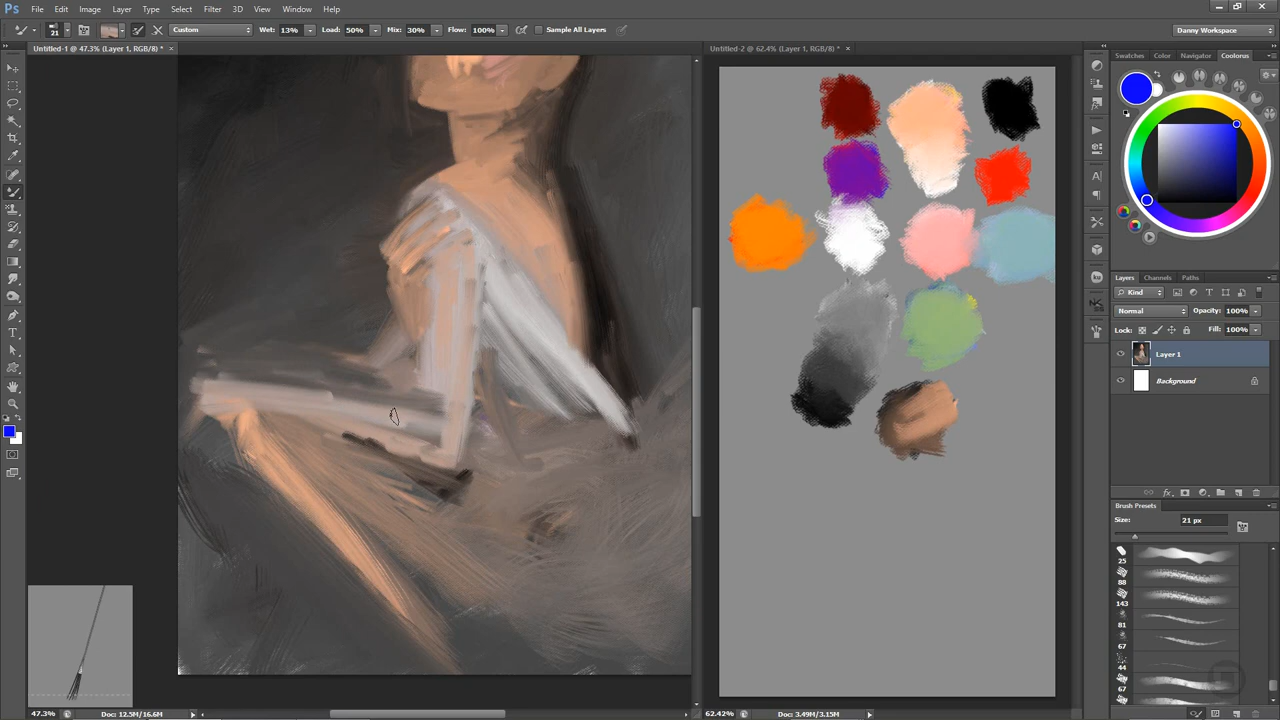 Ps File Edit Image Layer Type Select Filter 3D View Window Help
21 Custom Wet: 13% Load: 50% Mix: 30% Flow: 100% Sample All Layers Danny Workspace
Untitled-1 @ 47.3% (Layer 1, RGB/8) * × Untitled-2 @ 62.4% (Layer 1, RGB/8) * ×
Swatches Color Navigator Coolorus
Layers Channels Paths
Kind
Normal Opacity: 100%
Lock: Fill: 100%
Layer 1
Background
Brush Presets
Size: 21 px
25
88
143
81
67
44
67
47.3% Doc: 12.5M/16.6M 62.42% Doc: 3.49M/3.15M